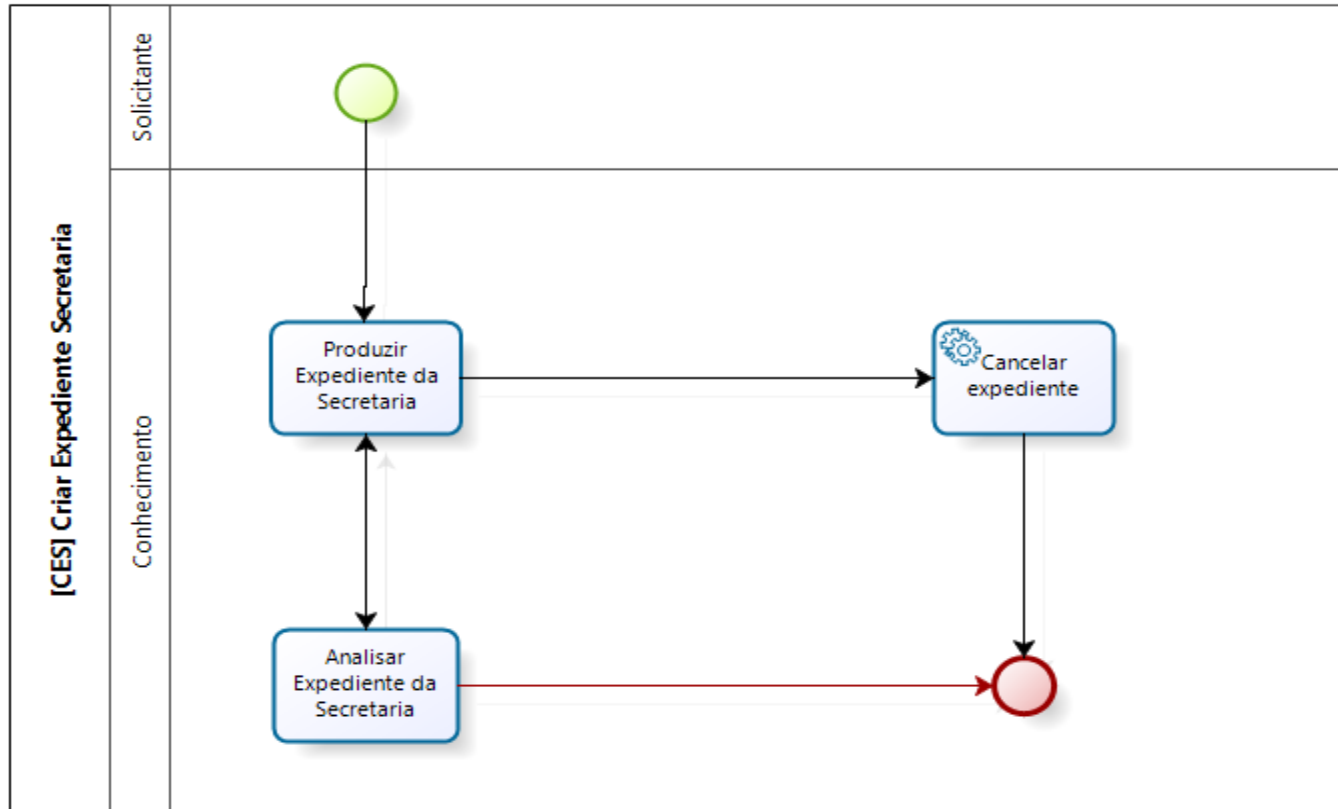 [CES] Criar Expediente Secretaria
Solicitante
Conhecimento
Produzir
Expediente da
Secretaria
Cancelar
expediente
Analisar
Expediente da
Secretaria